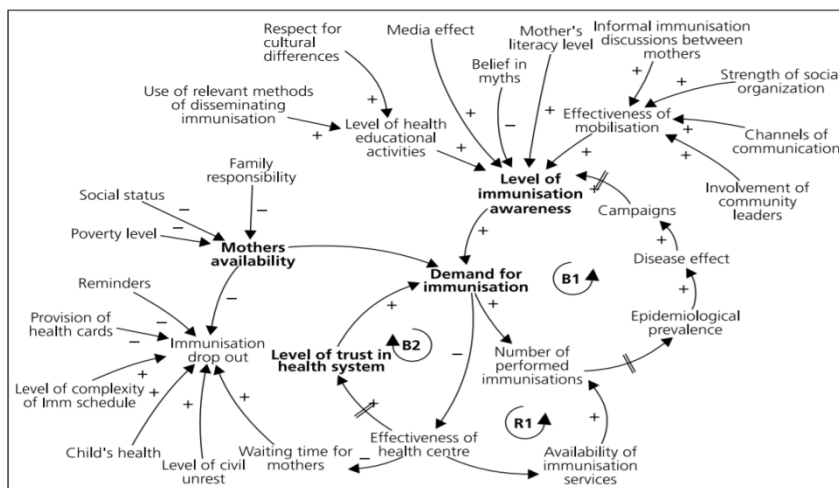 Respect for
cultural
differences
Media effect
Mother's
literacy level
Belief in
myths
Informal immunisation
discussions between
mothers
Strength of social
organization
Use of relevant methods
of disseminating
immunisation
+
+
Level of health
educational
activities
+
+
−
+
+
+
+
+
Effectiveness of
mobilisation
+
Channels of
communication
Involvement of
community
leaders
Family
responsibility
Social status
−
−
Poverty level
Mothers
availability
Level of
immunisation
awareness
+
Campaigns
+
Disease effect
+
Epidemiological
prevalence
+
Demand for
immunisation
B1
Reminders
−
Provision of
health cards
−
−
Immunisation
drop out
Level of complexity
of Imm schedule
+
+
+
+
Child's health
Level of civil
unrest
Waiting time for
mothers
−
Level of trust in
health system
+
B2
−
+
Number of
performed
immunisations
+
Effectiveness of
health centre
R1
+
Availability of
immunisation
services